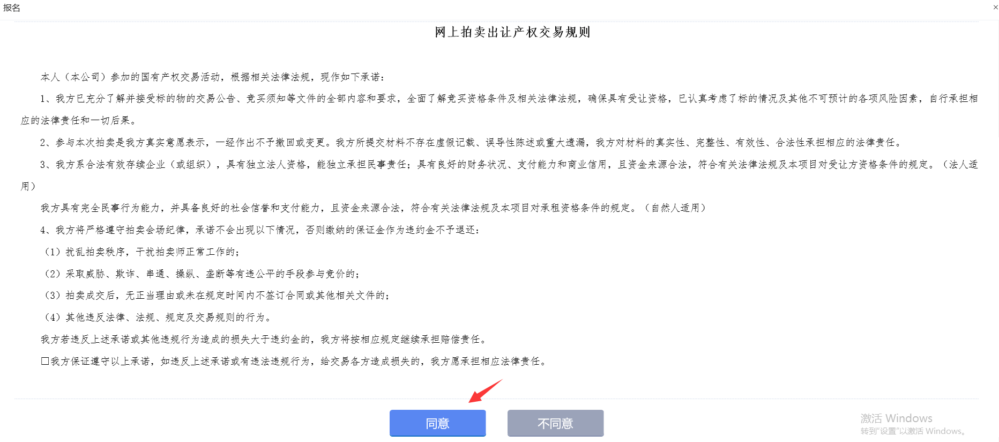 报名
×
网上拍卖出让产权交易规则
本人（本公司）参加的国有产权交易活动，根据相关法律法规，现作如下承诺：
1、我方已充分了解并接受标的物的交易公告、竞买须知等文件的全部内容和要求，全面了解竞买资格条件及相关法律法规，确保具有受让资格，已认真考虑了标的情况及其他不可预计的各项风险因素，自行承担相
应的法律责任和一切后果。
2、参与本次拍卖是我方真实意愿表示，一经作出不予撤回或变更。我方所提交材料不存在虚假记载、误导性陈述或重大遗漏，我方对材料的真实性、完整性、有效性、合法性承担相应的法律责任。
3、我方系合法有效存续企业（或组织），具有独立法人资格，能独立承担民事责任；具有良好的财务状况、支付能力和商业信用，且资金来源合法，符合有关法律法规及本项目对受让方资格条件的规定。（法人适
用）
我方具有完全民事行为能力，并具备良好的社会信誉和支付能力，且资金来源合法，符合有关法律法规及本项目对承租资格条件的规定。（自然人适用）
4、我方将严格遵守拍卖会场纪律，承诺不会出现以下情况，否则缴纳的保证金作为违约金不予退还：
（1）扰乱拍卖秩序，干扰拍卖师正常工作的；
（2）采取威胁、欺诈、串通、操纵、垄断等有违公平的手段参与竞价的；
（3）拍卖成交后，无正当理由或未在规定时间内不签订合同或其他相关文件的；
（4）其他违反法律、法规、规定及交易规则的行为。
我方若违反上述承诺或其他违规行为造成的损失大于违约金的，我方将按相应规定继续承担赔偿责任。
□我方保证遵守以上承诺，如违反上述承诺或有违法违规行为，给交易各方造成损失的，我方愿承担相应法律责任。
同意
不同意
激活 Windows
转到"设置"以激活 Windows。